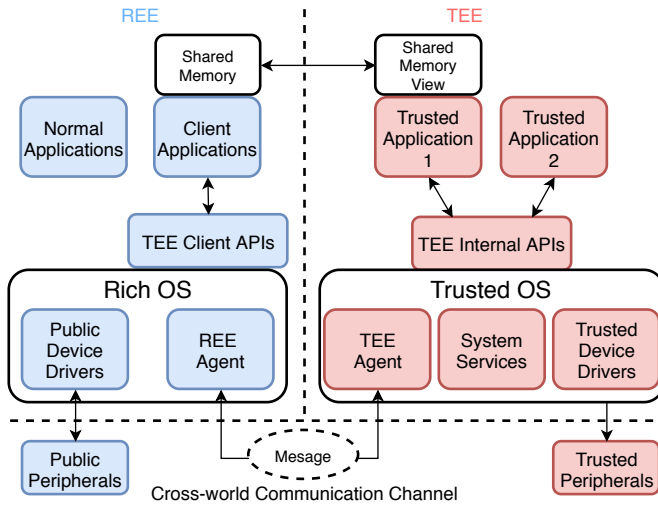 REE
TEE
Shared
Memory
Shared
Memory
View
Normal
Applications
Client
Applications
Trusted
Application
1
Trusted
Application
2
TEE Client APIs
TEE Internal APIs
Rich OS
Trusted OS
Public
Device
Drivers
REE
Agent
TEE
Agent
System
Services
Trusted
Device
Drivers
Public
Peripherals
Mesage
Trusted
Peripherals
Cross-world Communication Channel